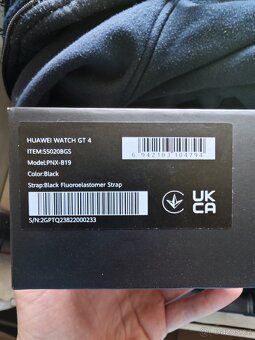 HUAWEI WATCH GT 4
ITEM:55020BGS
Model:PNX-B19
Color:Black
Strap:Black Fluoroelastomer Strap
S/N:2GPTQ23822000233
6 942103 104794
UK
CA